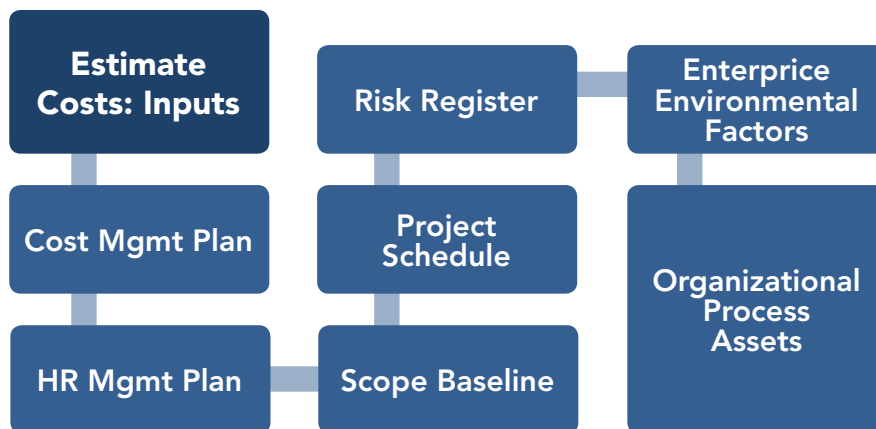 Estimate
Costs: Inputs
Cost Mgmt Plan
HR Mgmt Plan
Scope Baseline
Project
Schedule
Risk Register
Enterprice
Environmental
Factors
Organizational
Process
Assets